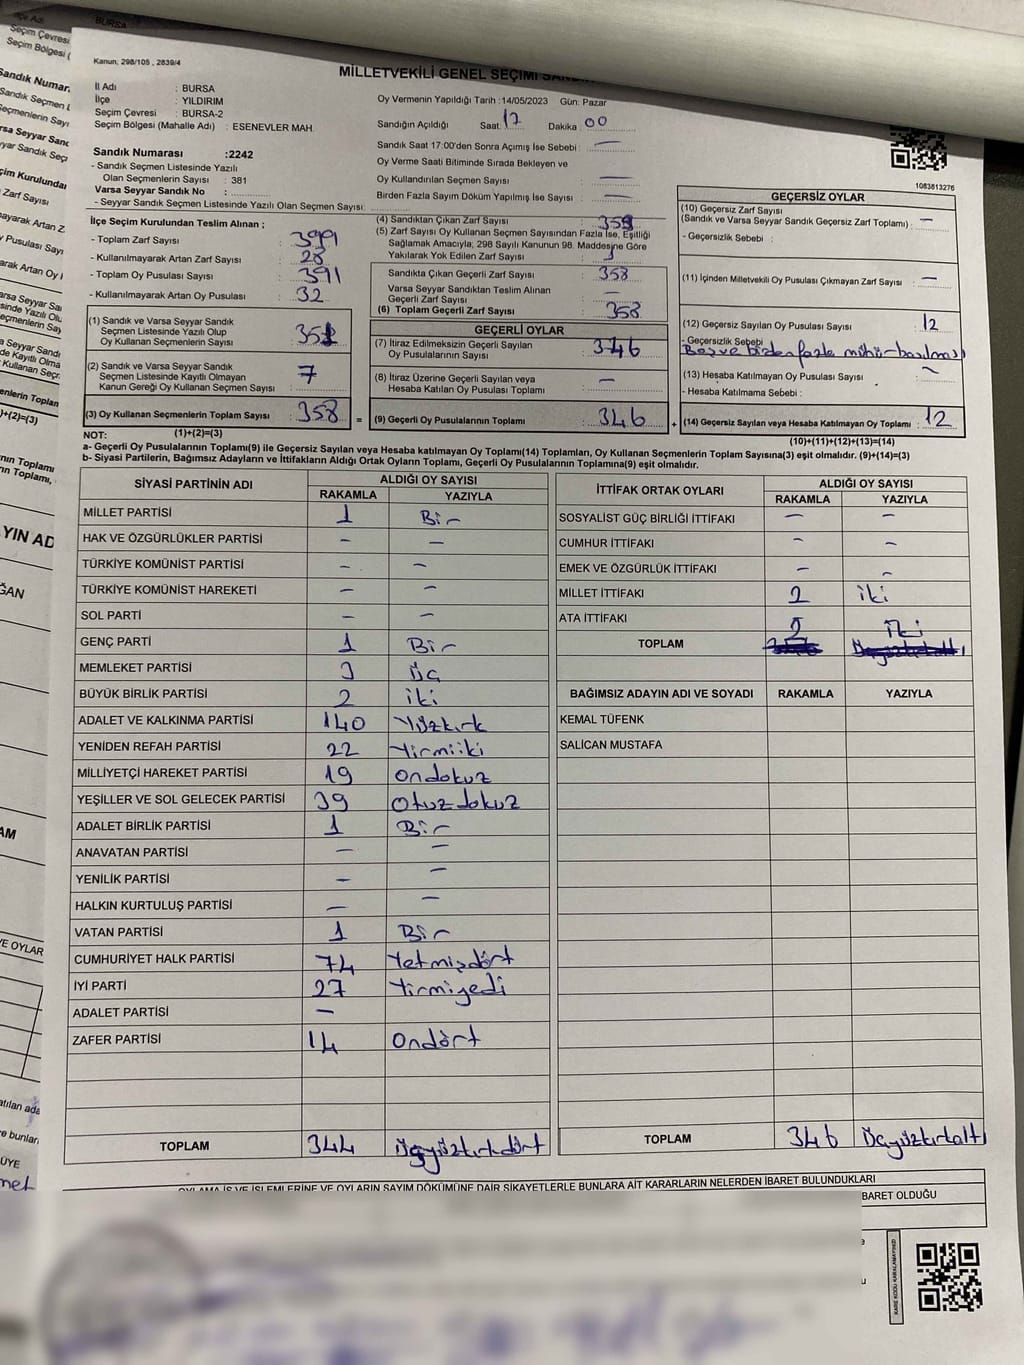 BURSA
Kanun, 298/105 , 2839/4
MİLLETVEKİLİ GENEL SEÇİMİ
İl Adı : BURSA
İlçe : YILDIRIM
Seçim Çevresi : BURSA-2
Seçim Bölgesi (Mahalle Adı) : ESENEVLER MAH.
Sandık Numarası :2242
- Sandık Seçmen Listesinde Yazılı
Olan Seçmenlerin Sayısı : 381
Varsa Seyyar Sandık No :
- Seyyar Sandık Seçmen Listesinde Yazılı Olan Seçmen Sayısı:
Oy Vermenin Yapıldığı Tarih :14/05/2023 Gün: Pazar
Sandığın Açıldığı Saat: 17 Dakika : 00
Sandık Saat 17:00'den Sonra Açımış İse Sebebi : —
Oy Verme Saati Bitiminde Sırada Bekleyen ve
Oy Kullandırılan Seçmen Sayısı : —
Birden Fazla Sayım Döküm Yapılmış İse Sayısı : —
1083813276
İlçe Seçim Kurulundan Teslim Alınan ;
- Toplam Zarf Sayısı : 399
- Kullanılmayarak Artan Zarf Sayısı : 28
- Toplam Oy Pusulası Sayısı : 391
- Kullanılmayarak Artan Oy Pusulası : 32
(1) Sandık ve Varsa Seyyar Sandık
Seçmen Listesinde Yazılı Olup
Oy Kullanan Seçmenlerin Sayısı : 351
(2) Sandık ve Varsa Seyyar Sandık
Seçmen Listesinde Kayıtlı Olmayan
Kanun Gereği Oy Kullanan Seçmen Sayısı : 7
(3) Oy Kullanan Seçmenlerin Toplam Sayısı : 358
(1)+(2)=(3)
(4) Sandıktan Çıkan Zarf Sayısı : 359
(5) Zarf Sayısı Oy Kullanan Seçmen Sayısından Fazla İse, Eşitliği
Sağlamak Amacıyla; 298 Sayılı Kanunun 98. Maddesine Göre
Yakılarak Yok Edilen Zarf Sayısı : 1
Sandıkta Çıkan Geçerli Zarf Sayısı : 358
Varsa Seyyar Sandıktan Teslim Alınan
Geçerli Zarf Sayısı : —
(6) Toplam Geçerli Zarf Sayısı : 358
GEÇERLİ OYLAR
(7) İtiraz Edilmeksizin Geçerli Sayılan
Oy Pusulalarının Sayısı : 346
(8) İtiraz Üzerine Geçerli Sayılan veya
Hesaba Katılan Oy Pusulası Toplamı : —
= (9) Geçerli Oy Pusulalarının Toplamı : 346
GEÇERSİZ OYLAR
(10) Geçersiz Zarf Sayısı
(Sandık ve Varsa Seyyar Sandık Geçersiz Zarf Toplamı) : —
- Geçersizlik Sebebi :
(11) İçinden Milletvekili Oy Pusulası Çıkmayan Zarf Sayısı : —
(12) Geçersiz Sayılan Oy Pusulası Sayısı : 12
- Geçersizlik Sebebi
Boş ve birden fazla mühür basılması
(13) Hesaba Katılmayan Oy Pusulası Sayısı : —
- Hesaba Katılmama Sebebi :
+ (14) Geçersiz Sayılan veya Hesaba Katılmayan Oy Toplamı : 12
(10)+(11)+(12)+(13)=(14)
NOT:
a- Geçerli Oy Pusulalarının Toplamı(9) ile Geçersiz Sayılan veya Hesaba katılmayan Oy Toplamı(14) Toplamları, Oy Kullanan Seçmenlerin Toplam Sayısına(3) eşit olmalıdır. (9)+(14)=(3)
b- Siyasi Partilerin, Bağımsız Adayların ve İttifakların Aldığı Ortak Oyların Toplamı, Geçerli Oy Pusulalarının Toplamına(9) eşit olmalıdır.
SİYASİ PARTİNİN ADI ALDIĞI OY SAYISI
RAKAMLA YAZIYLA
MİLLET PARTİSİ 1 Bir
HAK VE ÖZGÜRLÜKLER PARTİSİ — —
TÜRKİYE KOMÜNİST PARTİSİ — —
TÜRKİYE KOMÜNİST HAREKETİ — —
SOL PARTİ — —
GENÇ PARTİ 1 Bir
MEMLEKET PARTİSİ 3 Üç
BÜYÜK BİRLİK PARTİSİ 2 iki
ADALET VE KALKINMA PARTİSİ 140 Yüzkırk
YENİDEN REFAH PARTİSİ 22 Yirmiiki
MİLLİYETÇİ HAREKET PARTİSİ 19 Ondokuz
YEŞİLLER VE SOL GELECEK PARTİSİ 39 Otuzdokuz
ADALET BİRLİK PARTİSİ 1 Bir
ANAVATAN PARTİSİ — —
YENİLİK PARTİSİ — —
HALKIN KURTULUŞ PARTİSİ — —
VATAN PARTİSİ 1 Bir
CUMHURİYET HALK PARTİSİ 74 Yetmişdört
İYİ PARTİ 27 Yirmiyedi
ADALET PARTİSİ —
ZAFER PARTİSİ 14 Ondört
TOPLAM 344 Üçyüzkırkdört
İTTİFAK ORTAK OYLARI ALDIĞI OY SAYISI
RAKAMLA YAZIYLA
SOSYALİST GÜÇ BİRLİĞİ İTTİFAKI — —
CUMHUR İTTİFAKI — —
EMEK VE ÖZGÜRLÜK İTTİFAKI — —
MİLLET İTTİFAKI 2 iki
ATA İTTİFAKI
TOPLAM 2 İki
BAĞIMSIZ ADAYIN ADI VE SOYADI RAKAMLA YAZIYLA
KEMAL TÜFENK
SALİCAN MUSTAFA
TOPLAM 346 Üçyüzkırkaltı
OYLAMA İŞ VE İŞLEMLERİNE VE OYLARIN SAYIM DÖKÜMÜNE DAİR ŞİKAYETLERLE BUNLARA AİT KARARLARIN NELERDEN İBARET BULUNDUKLARI
BARET OLDUĞU